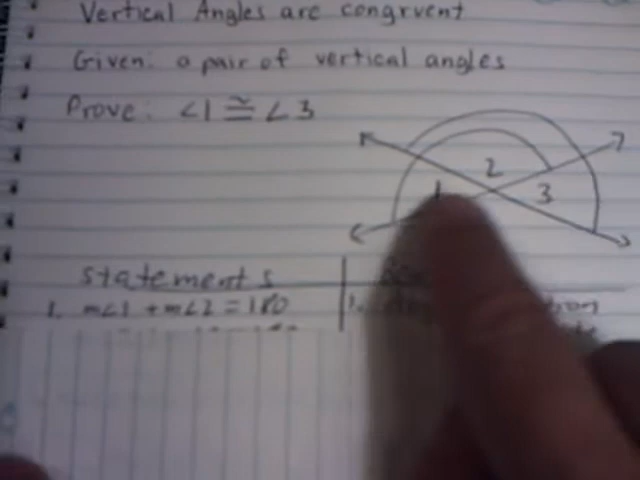 Vertical Angles are congruent
Given: a pair of vertical angles
Prove: ∠1 ≅ ∠3
2
1
3
statements
1. m∠1 + m∠2 = 180
1.